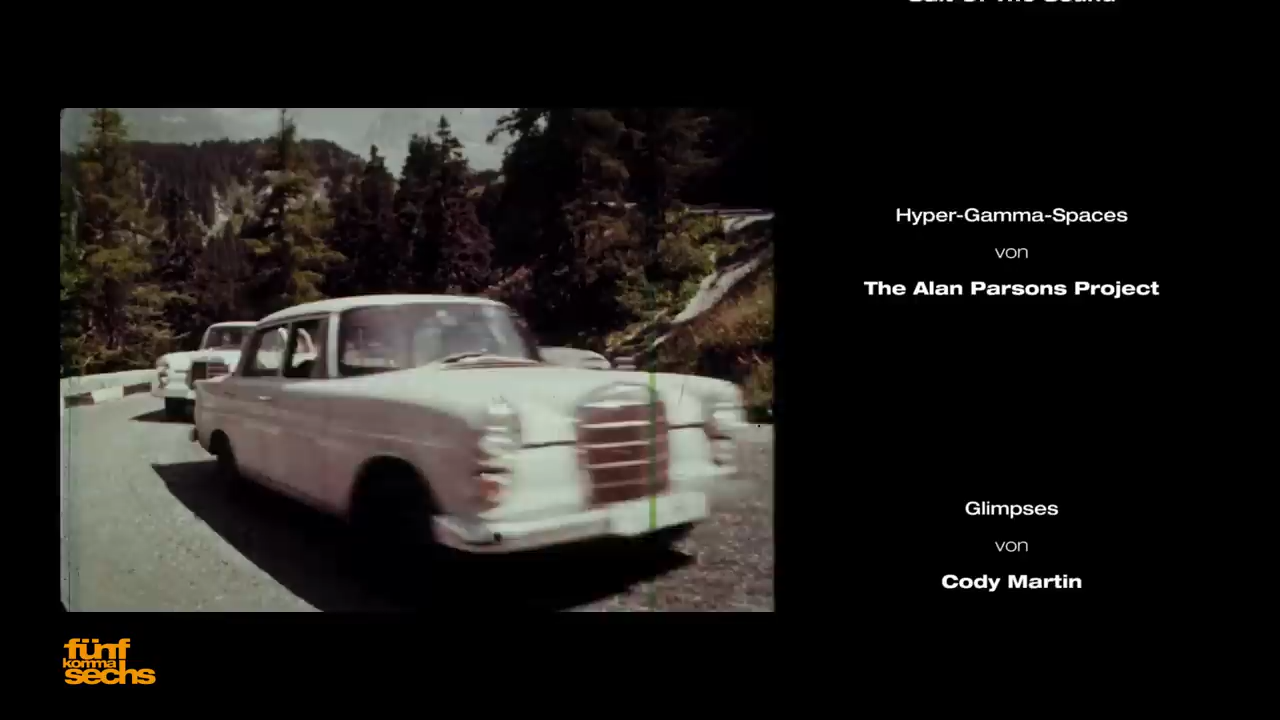 Hyper-Gamma-Spaces
von
The Alan Parsons Project
Glimpses
von
Cody Martin
fünf
komma
sechs